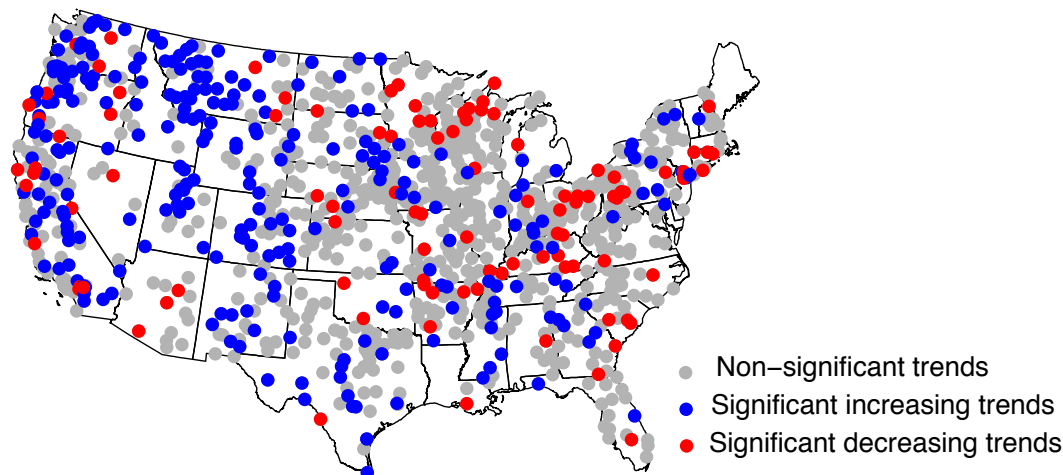 Non−significant trends
Significant increasing trends
Significant decreasing trends